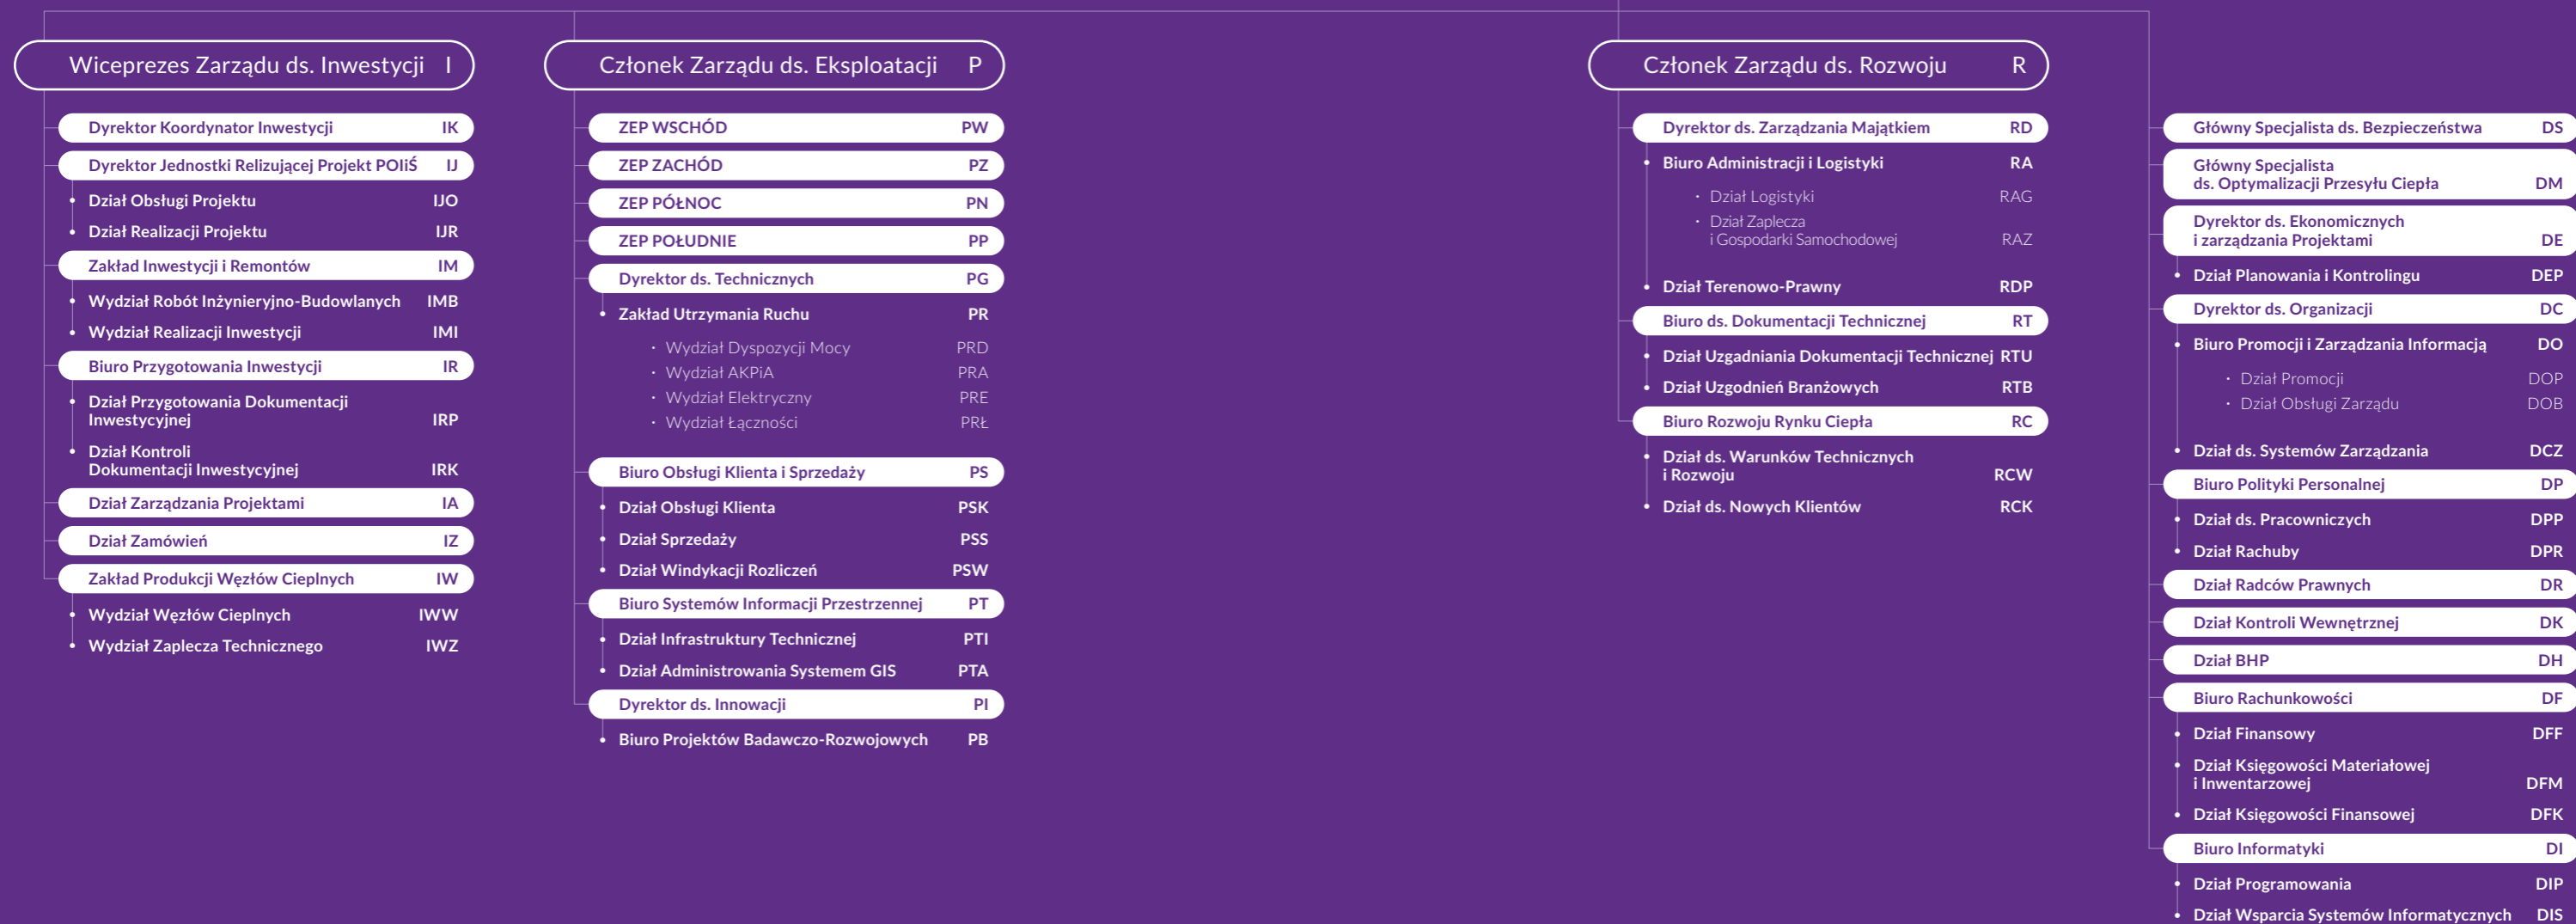 Wiceprezes Zarządu ds. Inwestycji I
Dyrektor Koordynator Inwestycji IK
Dyrektor Jednostki Relizującej Projekt POIiŚ IJ
Dział Obsługi Projektu IJO
Dział Realizacji Projektu IJR
Zakład Inwestycji i Remontów IM
Wydział Robót Inżynieryjno-Budowlanych IMB
Wydział Realizacji Inwestycji IMI
Biuro Przygotowania Inwestycji IR
Dział Przygotowania Dokumentacji
Inwestycyjnej IRP
Dział Kontroli
Dokumentacji Inwestycyjnej IRK
Dział Zarządzania Projektami IA
Dział Zamówień IZ
Zakład Produkcji Węzłów Cieplnych IW
Wydział Węzłów Cieplnych IWW
Wydział Zaplecza Technicznego IWZ
Członek Zarządu ds. Eksploatacji P
ZEP WSCHÓD PW
ZEP ZACHÓD PZ
ZEP PÓŁNOC PN
ZEP POŁUDNIE PP
Dyrektor ds. Technicznych PG
Zakład Utrzymania Ruchu PR
Wydział Dyspozycji Mocy PRD
Wydział AKPiA PRA
Wydział Elektryczny PRE
Wydział Łączności PRŁ
Biuro Obsługi Klienta i Sprzedaży PS
Dział Obsługi Klienta PSK
Dział Sprzedaży PSS
Dział Windykacji Rozliczeń PSW
Biuro Systemów Informacji Przestrzennej PT
Dział Infrastruktury Technicznej PTI
Dział Administrowania Systemem GIS PTA
Dyrektor ds. Innowacji PI
Biuro Projektów Badawczo-Rozwojowych PB
Członek Zarządu ds. Rozwoju R
Dyrektor ds. Zarządzania Majątkiem RD
Biuro Administracji i Logistyki RA
Dział Logistyki RAG
Dział Zaplecza
i Gospodarki Samochodowej RAZ
Dział Terenowo-Prawny RDP
Biuro ds. Dokumentacji Technicznej RT
Dział Uzgadniania Dokumentacji Technicznej RTU
Dział Uzgodnień Branżowych RTB
Biuro Rozwoju Rynku Ciepła RC
Dział ds. Warunków Technicznych
i Rozwoju RCW
Dział ds. Nowych Klientów RCK
Główny Specjalista ds. Bezpieczeństwa DS
Główny Specjalista
ds. Optymalizacji Przesyłu Ciepła DM
Dyrektor ds. Ekonomicznych
i zarządzania Projektami DE
Dział Planowania i Kontrolingu DEP
Dyrektor ds. Organizacji DC
Biuro Promocji i Zarządzania Informacją DO
Dział Promocji DOP
Dział Obsługi Zarządu DOB
Dział ds. Systemów Zarządzania DCZ
Biuro Polityki Personalnej DP
Dział ds. Pracowniczych DPP
Dział Rachuby DPR
Dział Radców Prawnych DR
Dział Kontroli Wewnętrznej DK
Dział BHP DH
Biuro Rachunkowości DF
Dział Finansowy DFF
Dział Księgowości Materiałowej
i Inwentarzowej DFM
Dział Księgowości Finansowej DFK
Biuro Informatyki DI
Dział Programowania DIP
Dział Wsparcia Systemów Informatycznych DIS